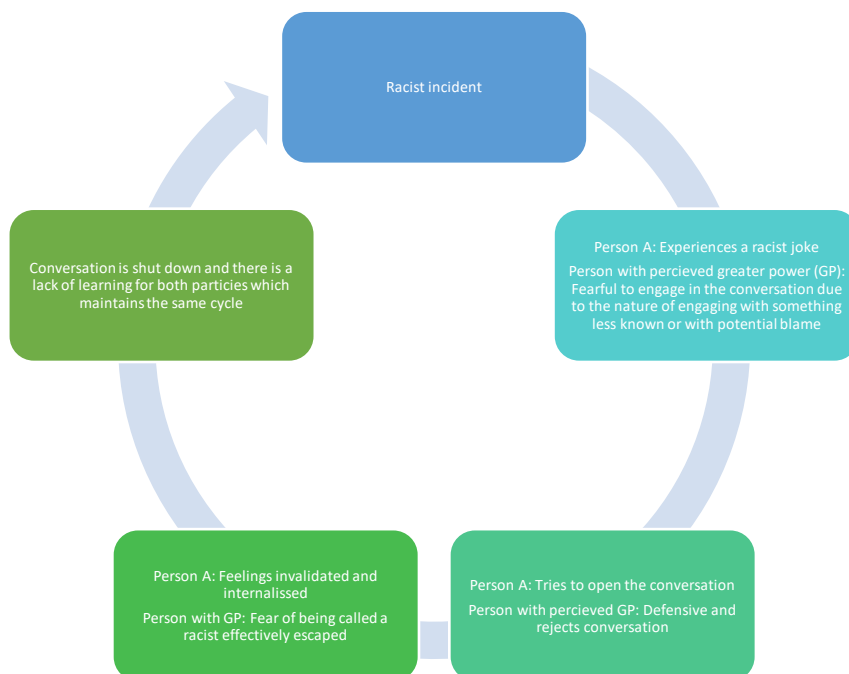 Racist incident
Person A: Experiences a racist joke
Person with percieved greater power (GP):
Fearful to engage in the conversation due
to the nature of engaging with something
less known or with potential blame
Person A: Tries to open the conversation
Person with percieved GP: Defensive and
rejects conversation
Person A: Feelings invalidated and
internalissed
Person with GP: Fear of being called a
racist effectively escaped
Conversation is shut down and there is a
lack of learning for both particies which
maintains the same cycle